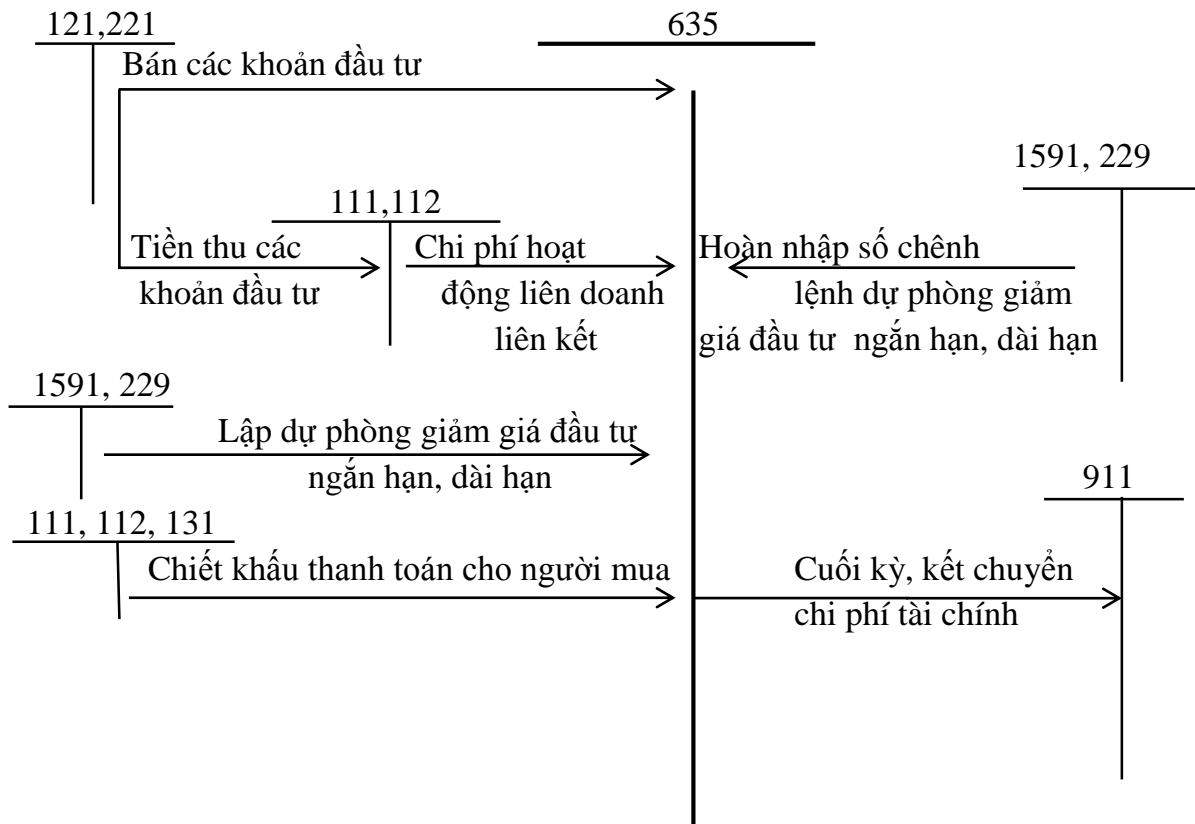 121,221
635
Bán các khoản đầu tư
1591, 229
111,112
Tiền thu các
khoản đầu tư
Chi phí hoạt
động liên doanh
liên kết
Hoàn nhập số chênh
lệnh dự phòng giảm
giá đầu tư ngắn hạn, dài hạn
1591, 229
Lập dự phòng giảm giá đầu tư
ngắn hạn, dài hạn
911
111, 112, 131
Chiết khấu thanh toán cho người mua
Cuối kỳ, kết chuyển
chi phí tài chính